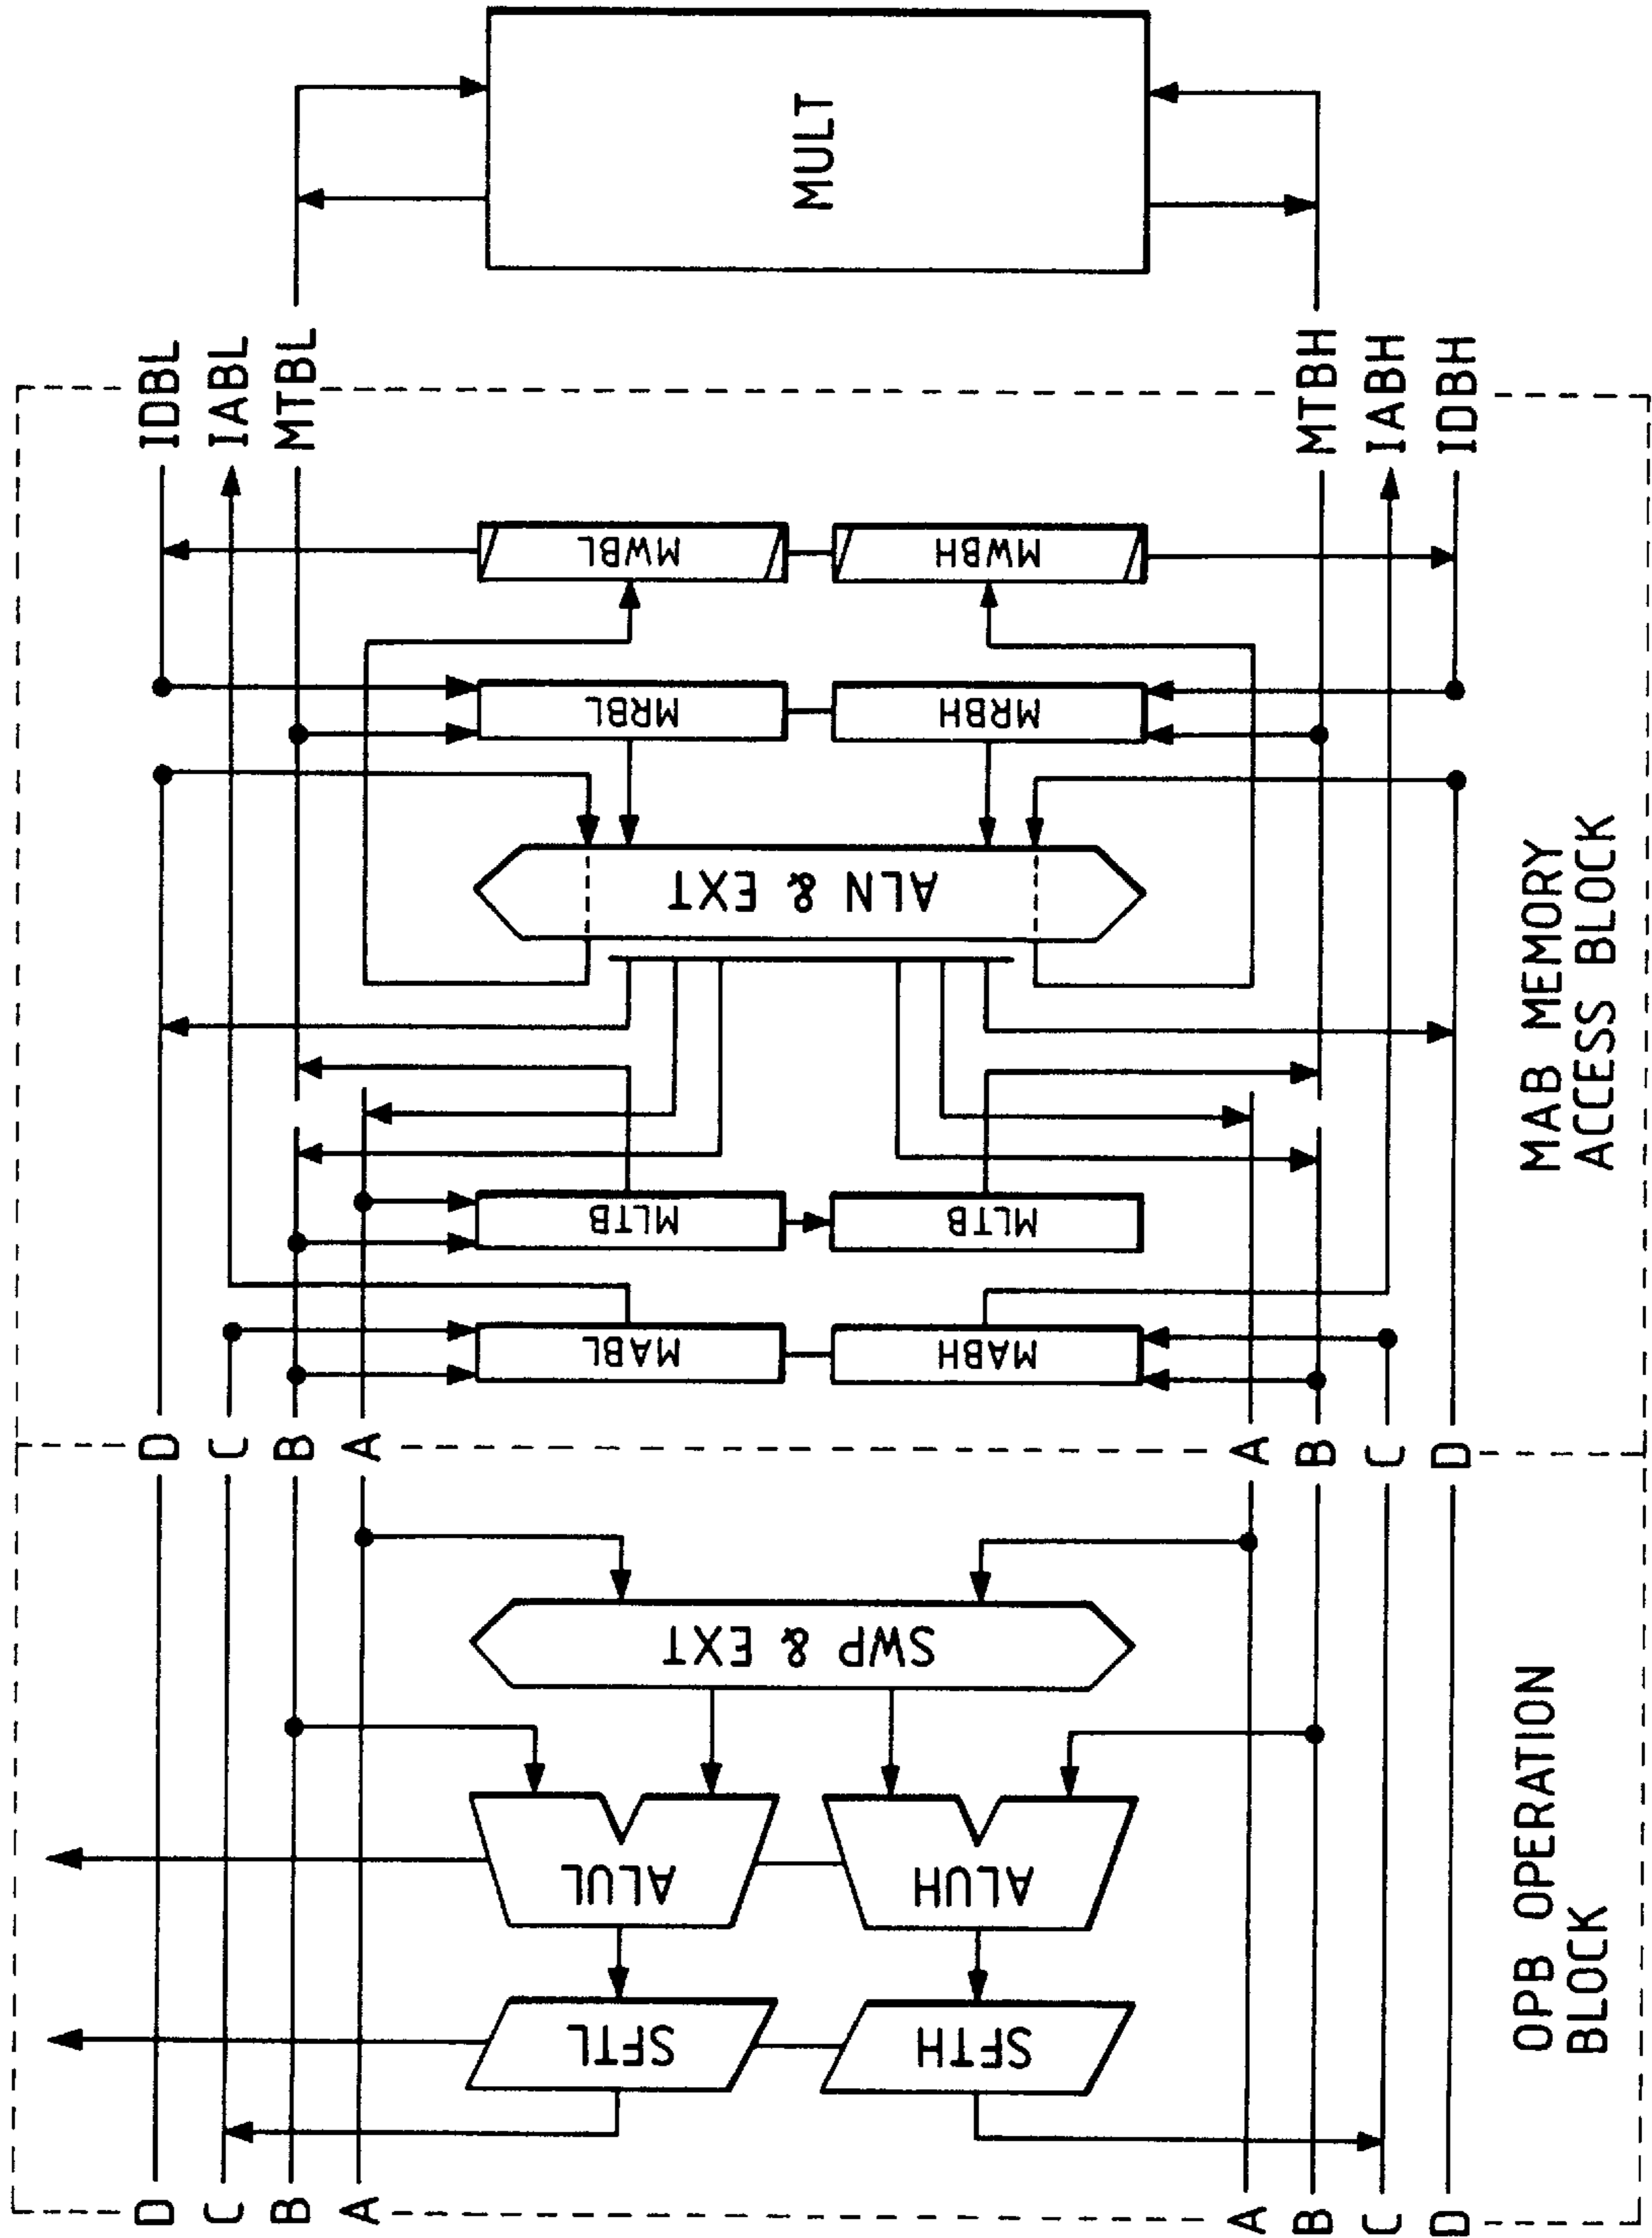 D
C
B
A
A
B
C
D
OPB OPERATION
BLOCK
SFTL
SFTH
ALUL
ALUH
SWP & EXT
D
C
B
A
A
B
C
D
MAB MEMORY
ACCESS BLOCK
MABL
MABH
MLTB
MLTB
ALN & EXT
MRBL
MRBH
MWBL
MWBH
IDBL
IABL
MTBL
MTBH
IABH
IDBH
MULT